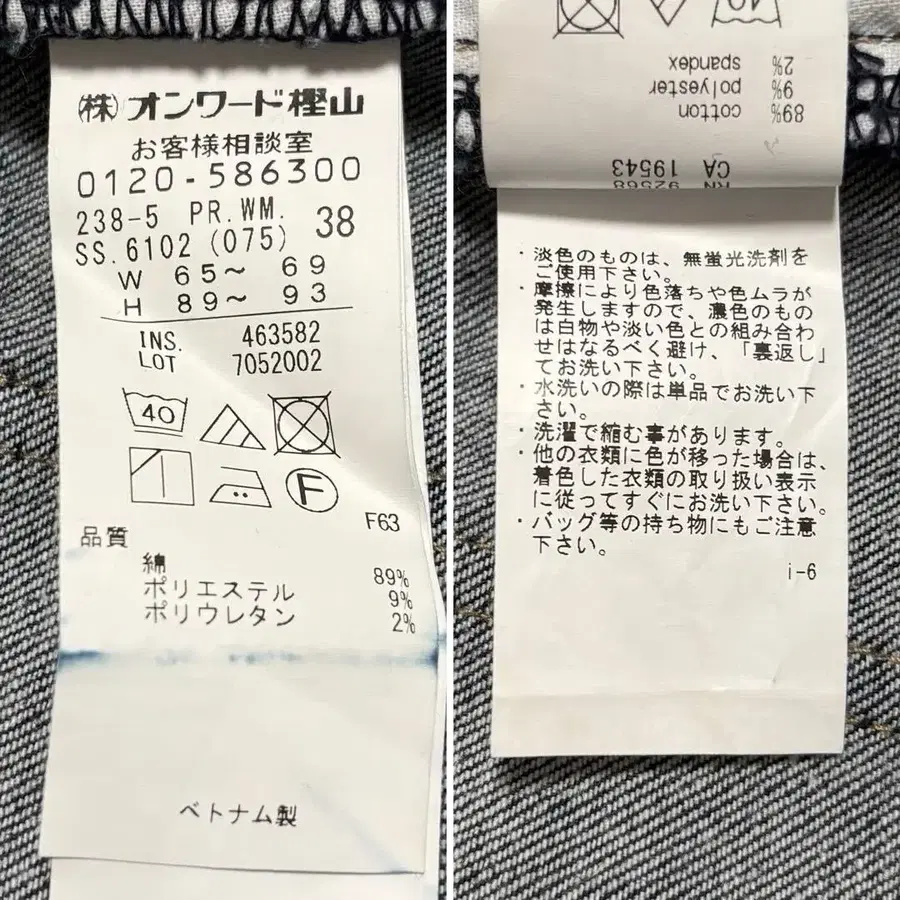 (株)オンワード樫山
お客様相談室
0120-586300
238-5 PR.WM.
38
SS.6102(075)
W 65〜 69
H 89〜 93
INS. 463582
LOT 7052002
40
F
F63
品質
綿 89%
ポリエステル 9%
ポリウレタン 2%
ベトナム製
40
2% spandex
9% polyester
89% cotton
CA 19543
RN 92568
・淡色のものは、無蛍光洗剤を
ご使用下さい。
・摩擦により色落ちや色ムラが
発生しますので、濃色のもの
は白物や淡い色との組み合わ
せはなるべく避け、「裏返し」
てお洗い下さい。
・水洗いの際は単品でお洗い下
さい。
・洗濯で縮む事があります。
・他の衣類に色が移った場合は、
着色した衣類の取り扱い表示
に従ってすぐにお洗い下さい。
・バッグ等の持ち物にもご注意
下さい。
i-6